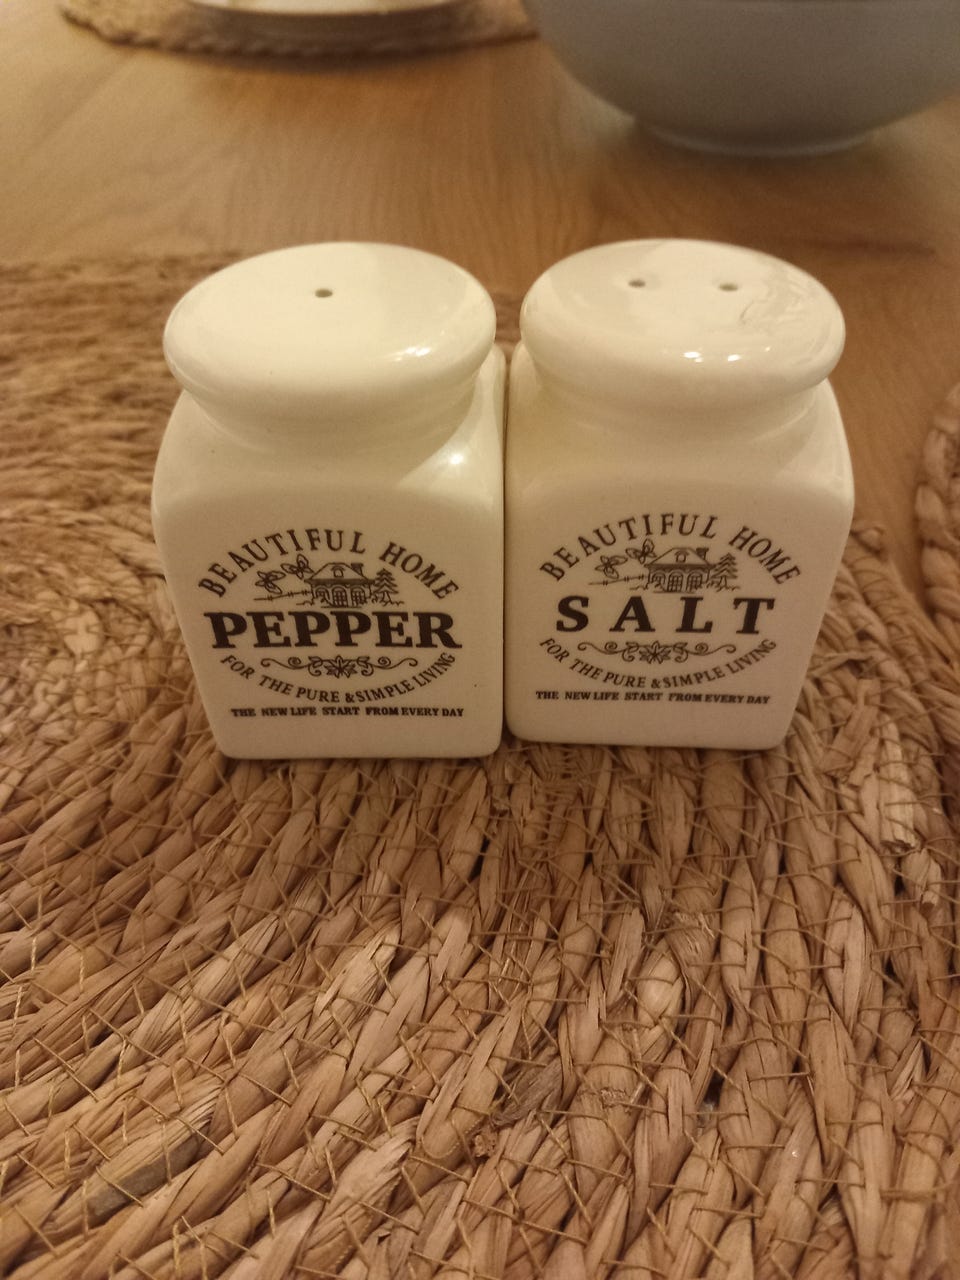 BEAUTIFUL HOME
PEPPER
FOR THE PURE & SIMPLE LIVING
THE NEW LIFE START FROM EVERY DAY
BEAUTIFUL HOME
SALT
FOR THE PURE & SIMPLE LIVING
THE NEW LIFE START FROM EVERY DAY